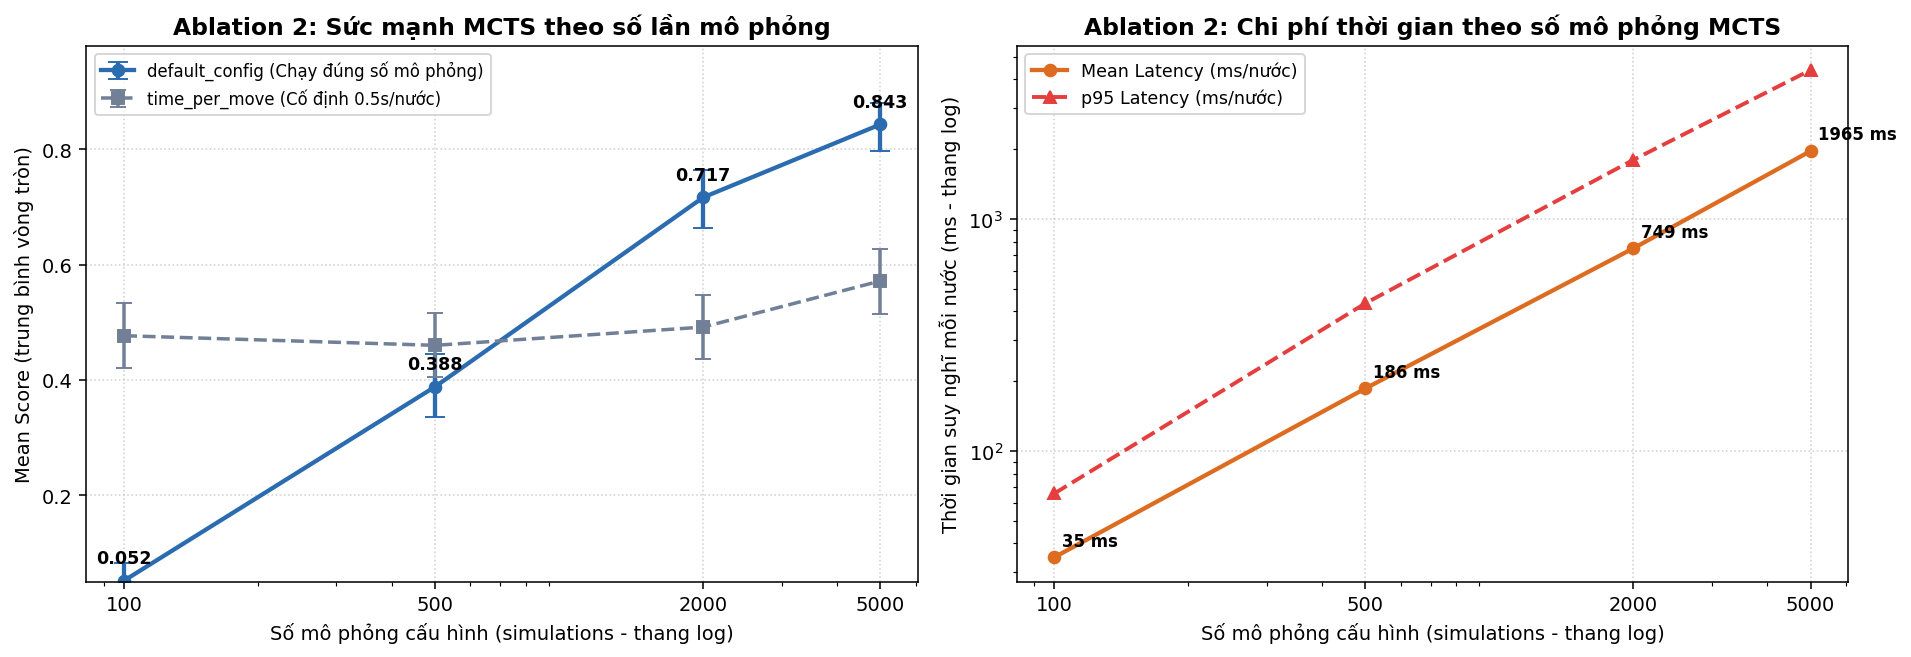 Ablation 2: Sức mạnh MCTS theo số lần mô phỏng
default_config (Chạy đúng số mô phỏng)
time_per_move (Cố định 0.5s/nước)
Mean Score (trung bình vòng tròn)
0.8
0.6
0.4
0.2
0.052
0.388
0.717
0.843
100
500
2000
5000
Số mô phỏng cấu hình (simulations - thang log)
Ablation 2: Chi phí thời gian theo số mô phỏng MCTS
Mean Latency (ms/nước)
p95 Latency (ms/nước)
Thời gian suy nghĩ mỗi nước (ms - thang log)
10³
10²
35 ms
186 ms
749 ms
1965 ms
100
500
2000
5000
Số mô phỏng cấu hình (simulations - thang log)